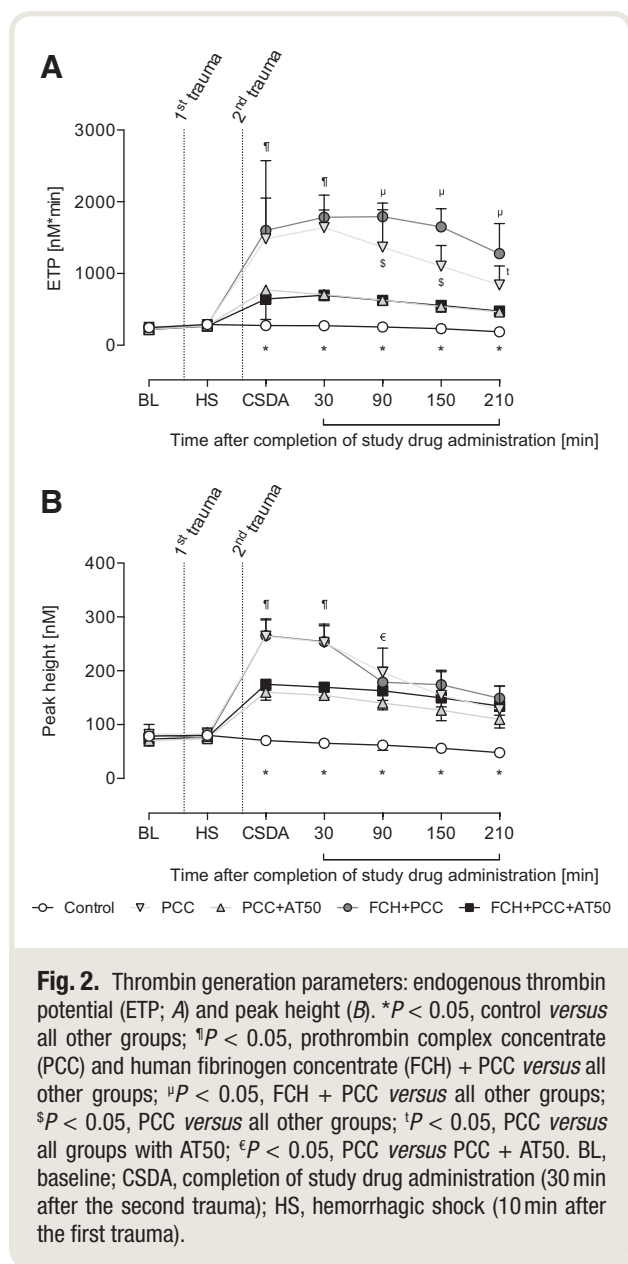 A
1st trauma
2nd trauma
3000
2000
1000
0
ETP [nM*min]
¶ ¶ µ µ µ
$ $ t
* * * * *
BL HS CSDA 30 90 150 210
Time after completion of study drug administration [min]
B
1st trauma
2nd trauma
400
300
200
100
0
Peak height [nM]
¶ ¶ €
* * * * *
BL HS CSDA 30 90 150 210
Time after completion of study drug administration [min]
Control PCC PCC+AT50 FCH+PCC FCH+PCC+AT50
Fig. 2. Thrombin generation parameters: endogenous thrombin
potential (ETP; A) and peak height (B). *P < 0.05, control versus
all other groups; ¶P < 0.05, prothrombin complex concentrate
(PCC) and human fibrinogen concentrate (FCH) + PCC versus all
other groups; µP < 0.05, FCH + PCC versus all other groups;
$P < 0.05, PCC versus all other groups; tP < 0.05, PCC versus
all groups with AT50; €P < 0.05, PCC versus PCC + AT50. BL,
baseline; CSDA, completion of study drug administration (30 min
after the second trauma); HS, hemorrhagic shock (10 min after
the first trauma).